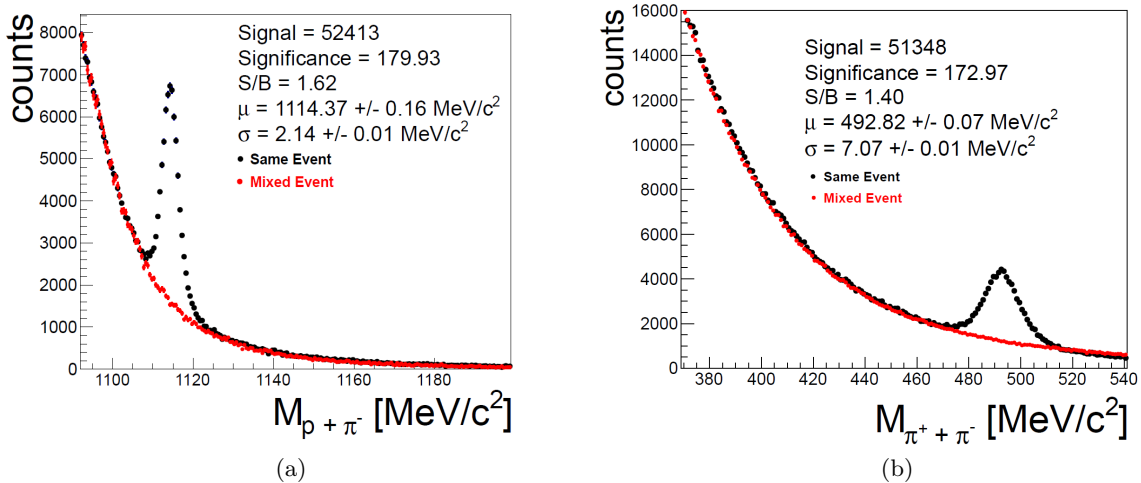 counts
8000
7000
6000
5000
4000
3000
2000
1000
0
Signal = 52413
Significance = 179.93
S/B = 1.62
μ = 1114.37 +/- 0.16 MeV/c²
σ = 2.14 +/- 0.01 MeV/c²
Same Event
Mixed Event
1100 1120 1140 1160 1180
M p + π⁻ [MeV/c²]
(a)
counts
16000
14000
12000
10000
8000
6000
4000
2000
0
Signal = 51348
Significance = 172.97
S/B = 1.40
μ = 492.82 +/- 0.07 MeV/c²
σ = 7.07 +/- 0.01 MeV/c²
Same Event
Mixed Event
380 400 420 440 460 480 500 520 540
M π⁺ + π⁻ [MeV/c²]
(b)